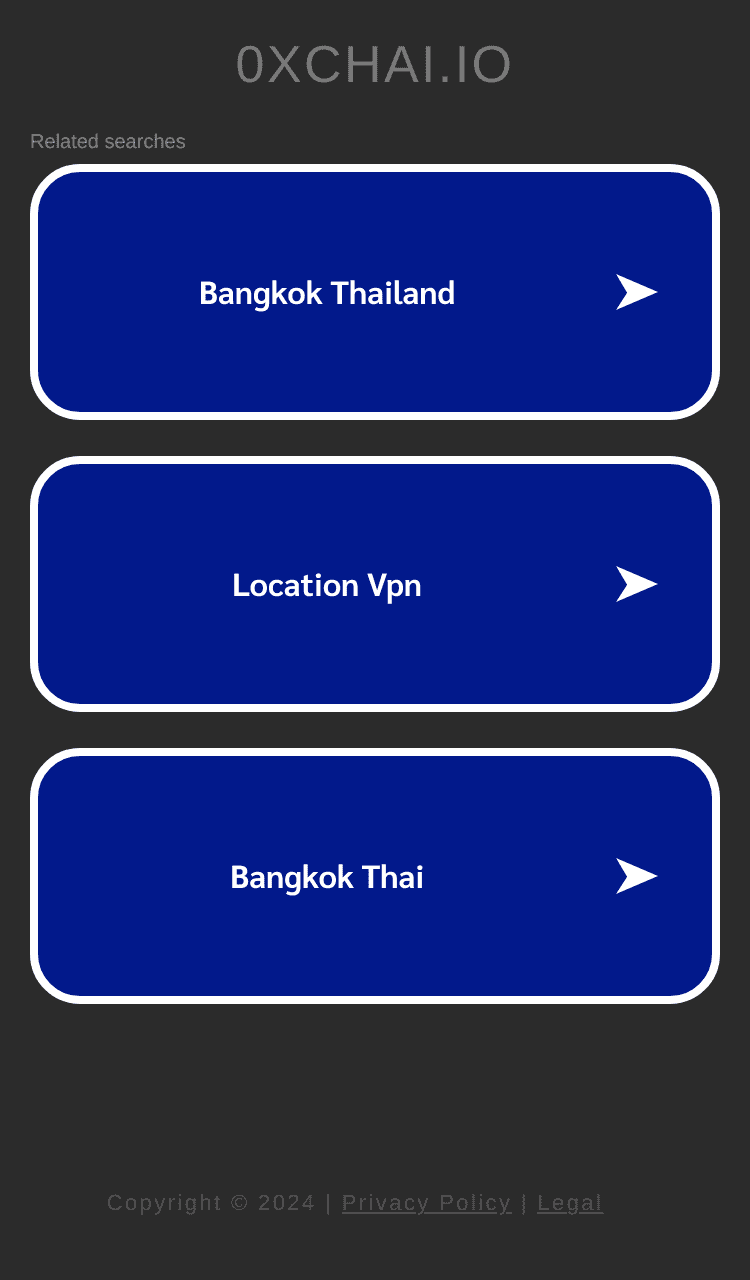 0XCHAI.IO
Related searches
Bangkok Thailand
Location Vpn
Bangkok Thai
Copyright © 2024 | Privacy Policy | Legal